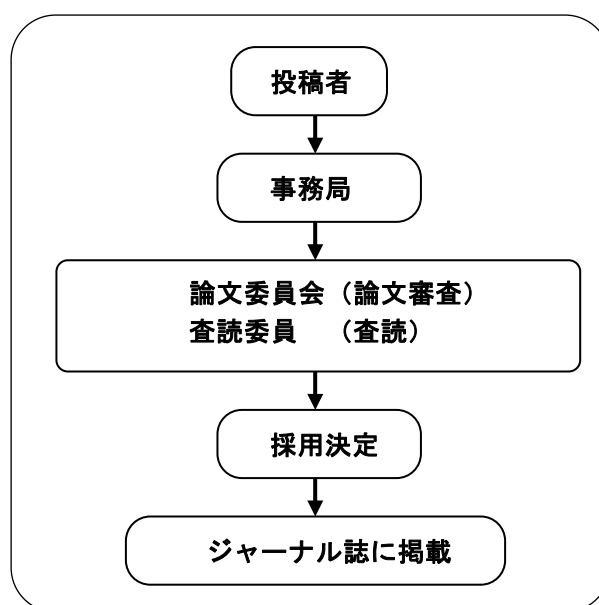 投稿者
事務局
論文委員会（論文審査）
査読委員　（査読）
採用決定
ジャーナル誌に掲載